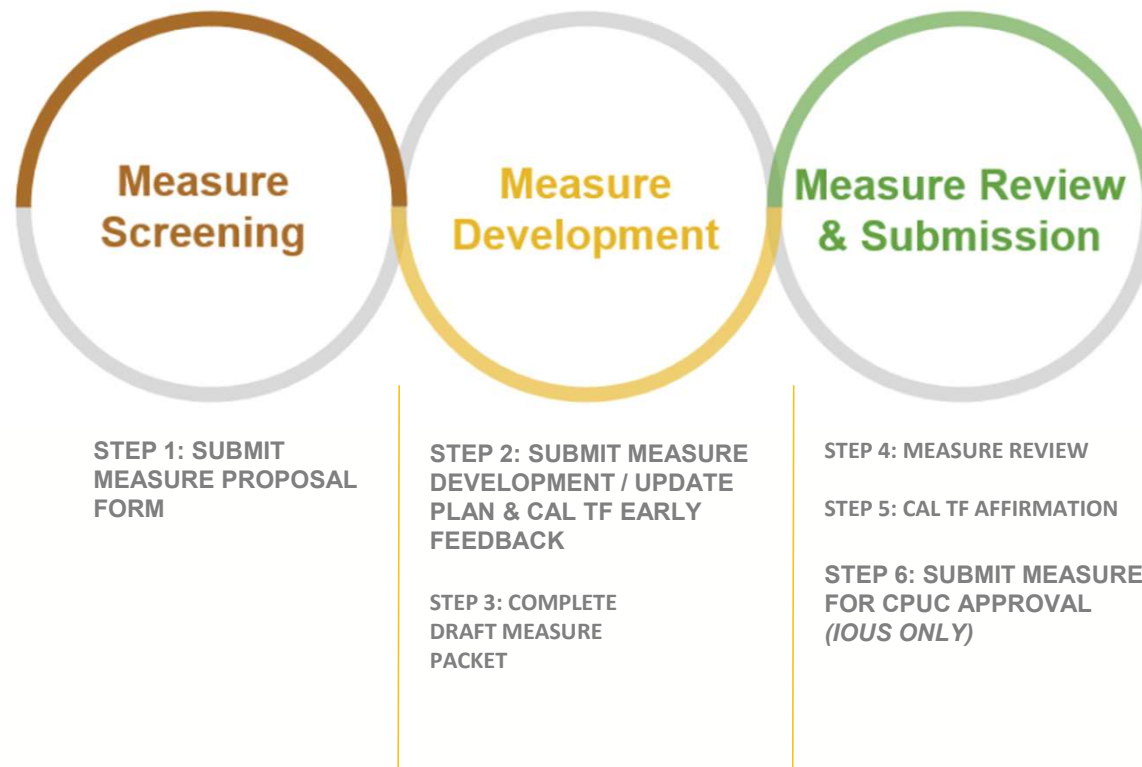 Measure
Screening
Measure
Development
Measure Review
& Submission
STEP 1: SUBMIT
MEASURE PROPOSAL
FORM
STEP 2: SUBMIT MEASURE
DEVELOPMENT / UPDATE
PLAN & CAL TF EARLY
FEEDBACK
STEP 3: COMPLETE
DRAFT MEASURE
PACKET
STEP 4: MEASURE REVIEW
STEP 5: CAL TF AFFIRMATION
STEP 6: SUBMIT MEASURE
FOR CPUC APPROVAL
(IOUS ONLY)